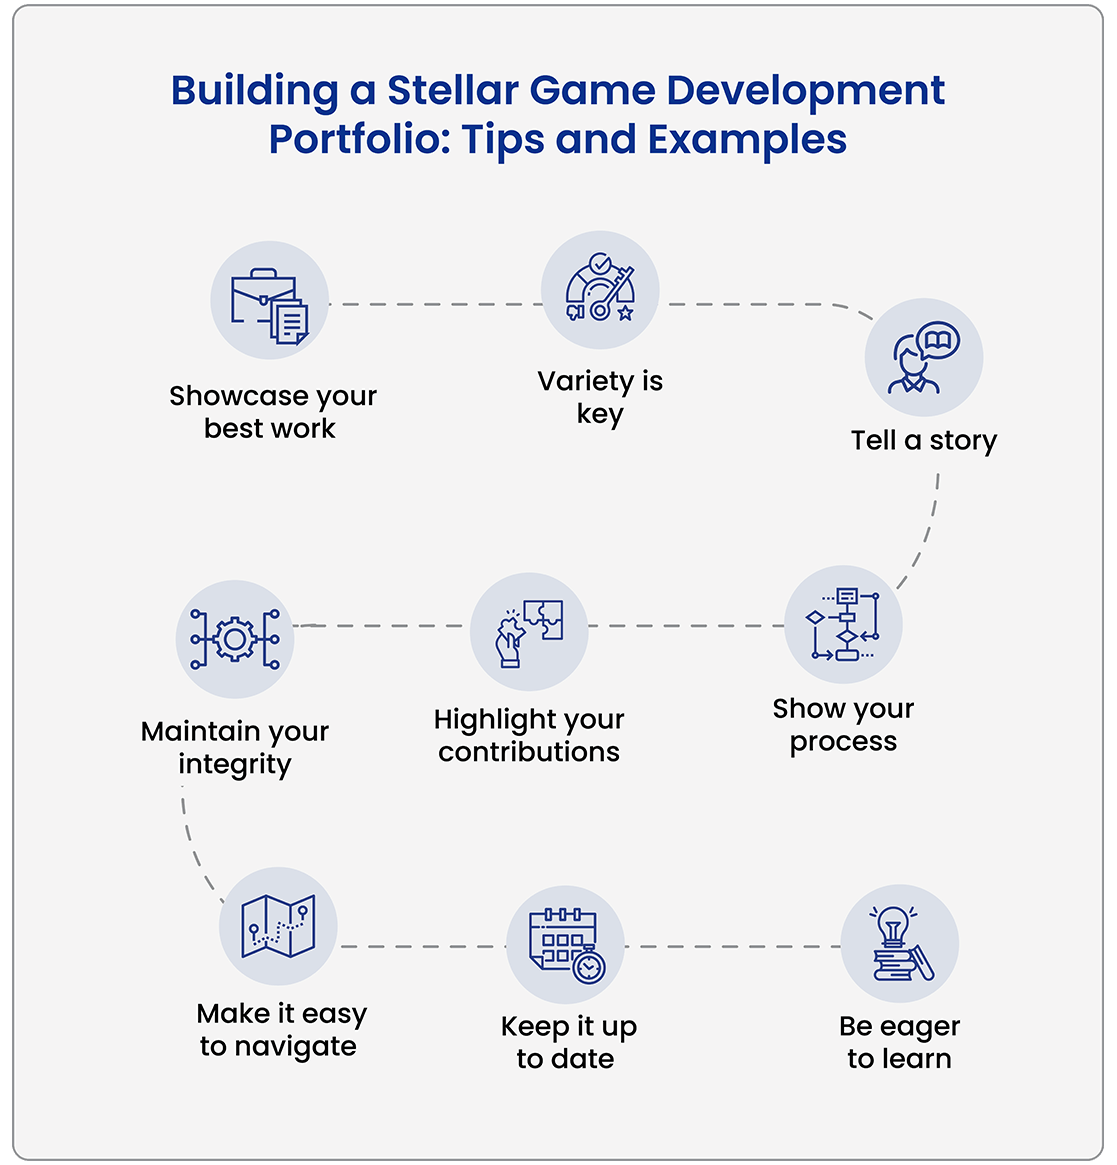 Building a Stellar Game Development
Portfolio: Tips and Examples
Showcase your
best work
Variety is
key
Tell a story
Show your
process
Highlight your
contributions
Maintain your
integrity
Make it easy
to navigate
Keep it up
to date
Be eager
to learn